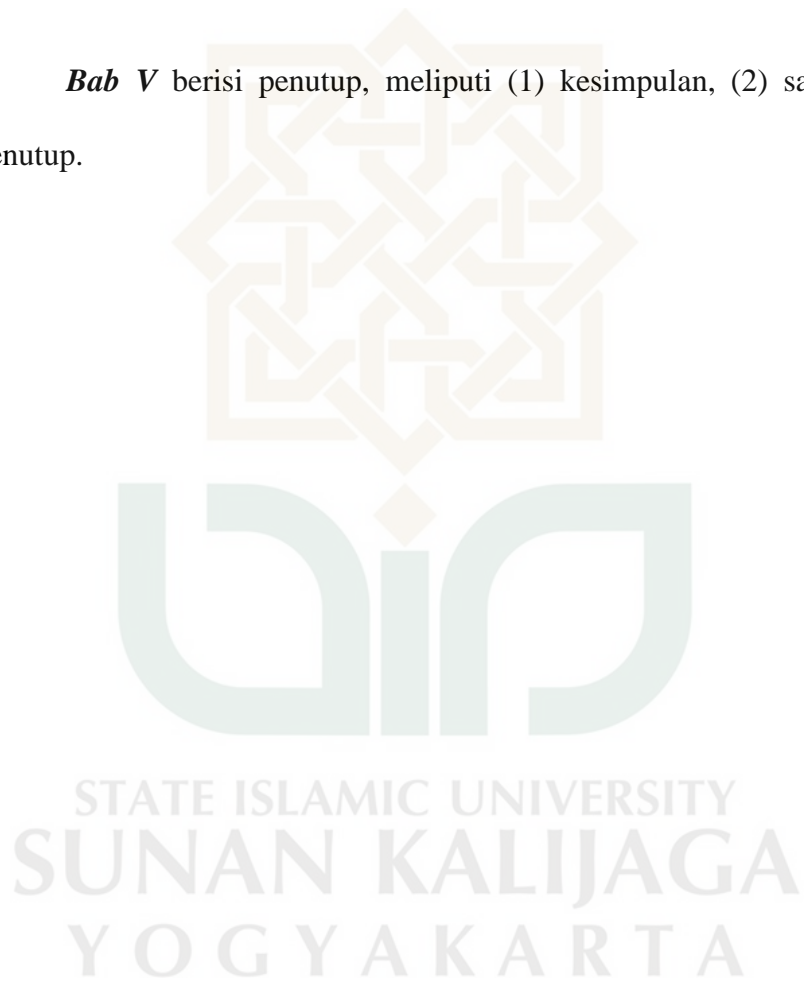 Bab V berisi penutup, meliputi (1) kesimpulan, (2) sa
enutup.
STATE ISLAMIC UNIVERSITY
SUNAN KALIJAGA
YOGYAKARTA